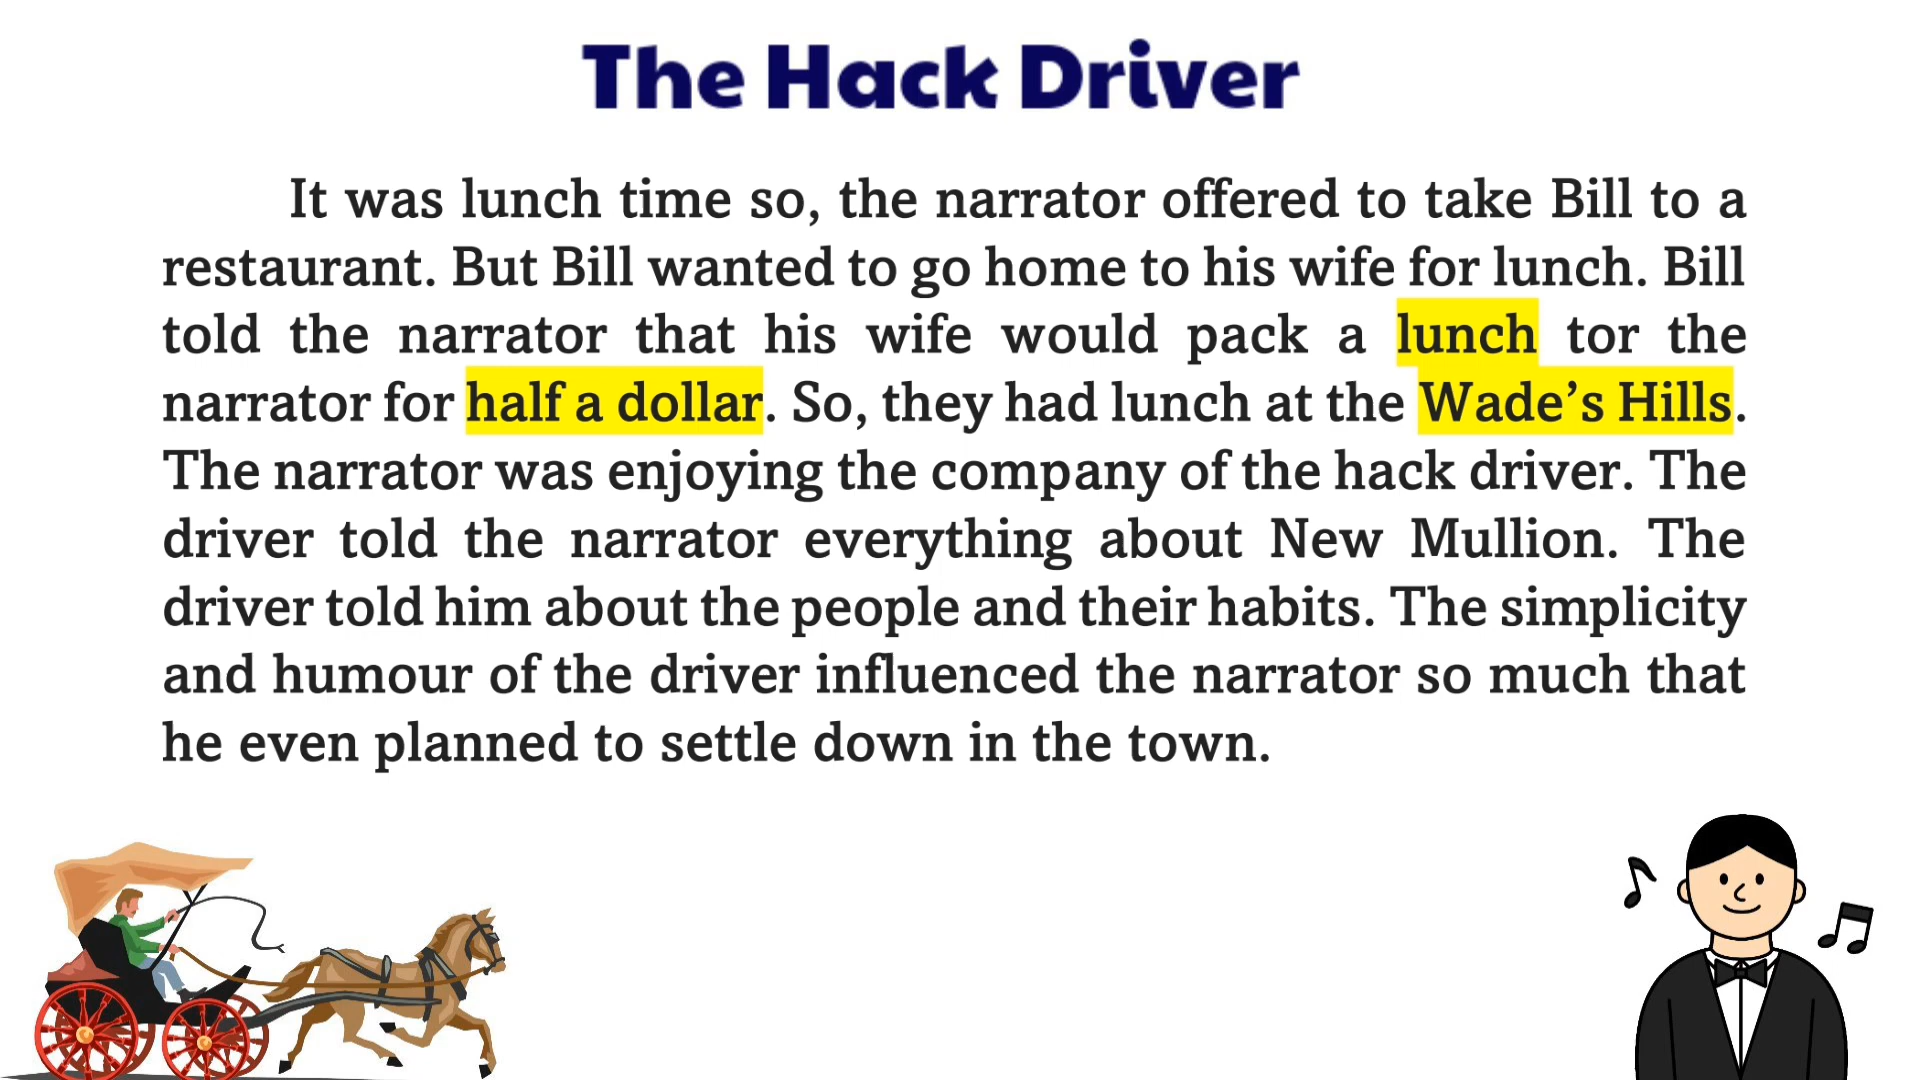 The Hack Driver
It was lunch time so, the narrator offered to take Bill to a
restaurant. But Bill wanted to go home to his wife for lunch. Bill
told the narrator that his wife would pack a lunch tor the
narrator for half a dollar. So, they had lunch at the Wade’s Hills.
The narrator was enjoying the company of the hack driver. The
driver told the narrator everything about New Mullion. The
driver told him about the people and their habits. The simplicity
and humour of the driver influenced the narrator so much that
he even planned to settle down in the town.